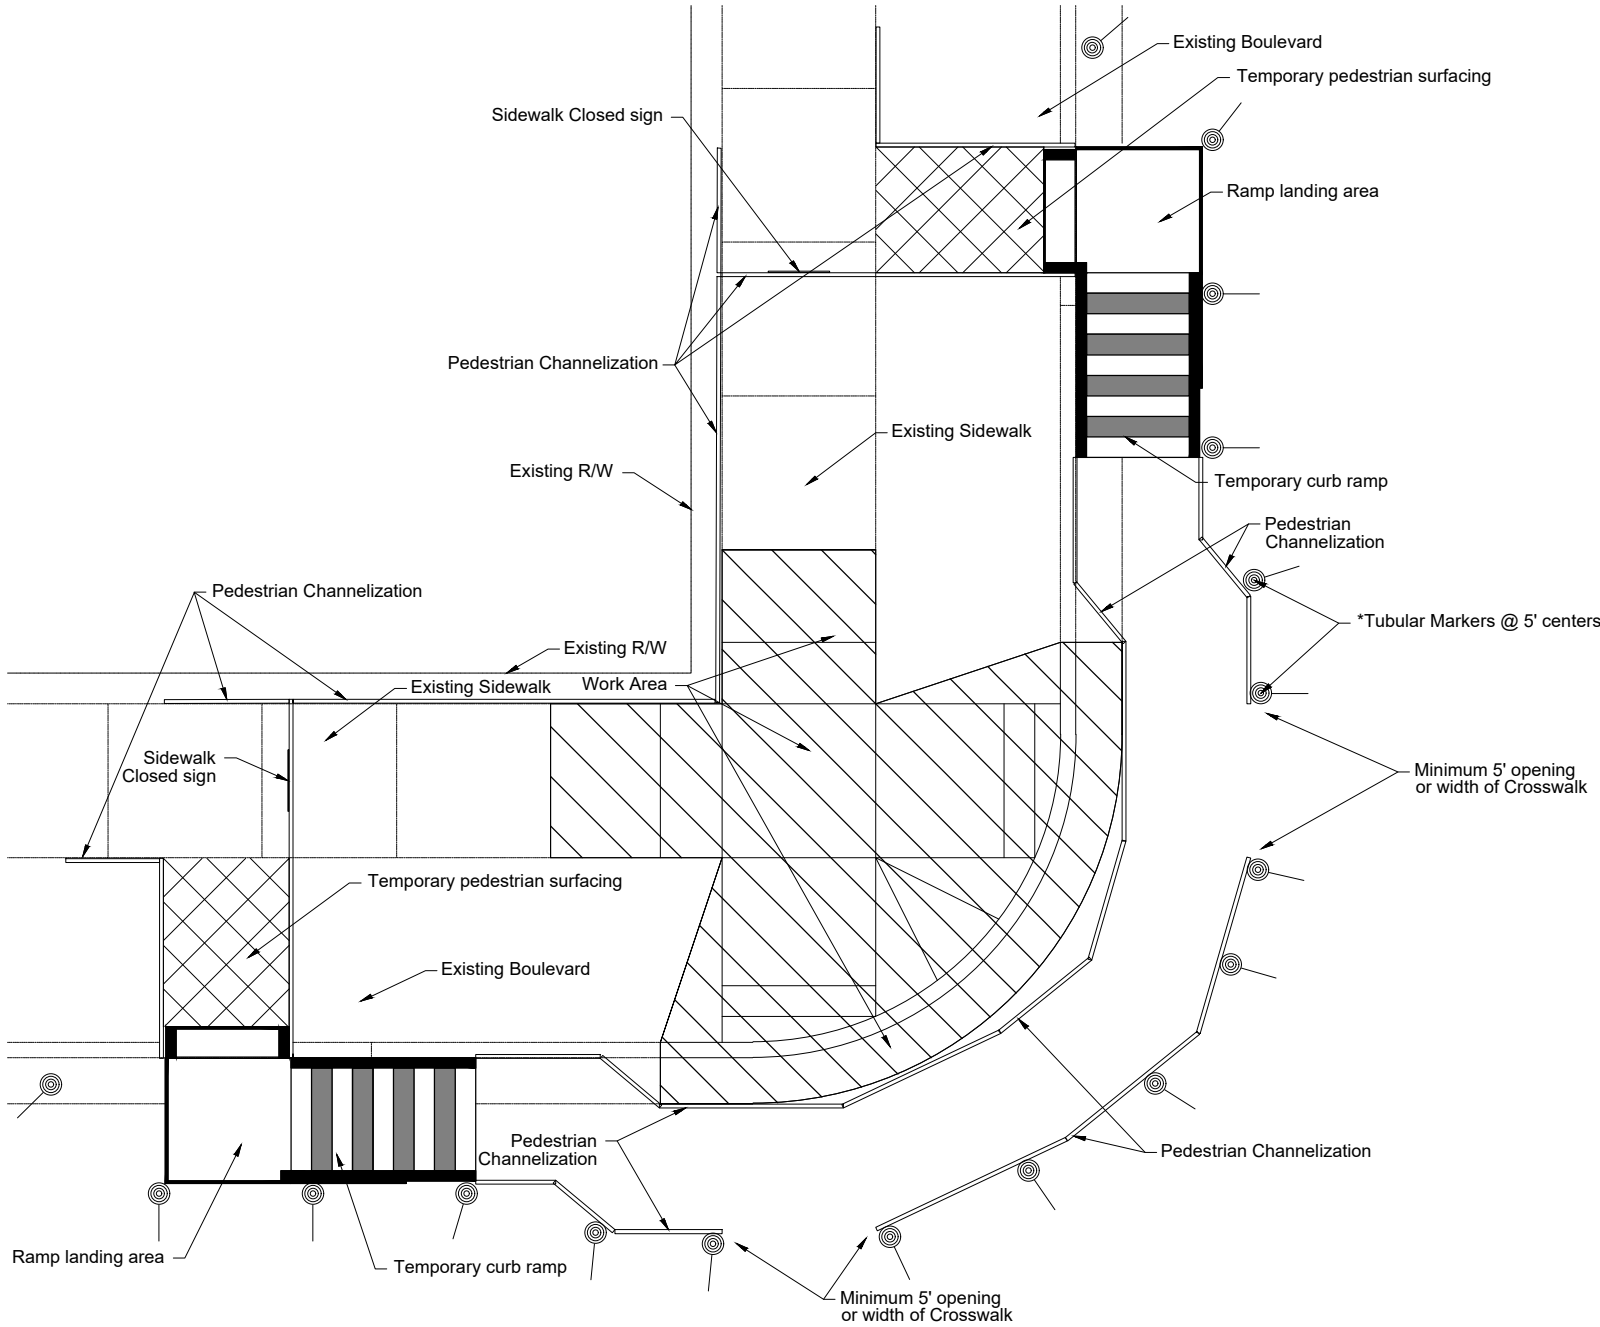 Existing Boulevard
Temporary pedestrian surfacing
Sidewalk Closed sign
Ramp landing area
Pedestrian Channelization
Existing Sidewalk
Existing R/W
Temporary curb ramp
Pedestrian
Channelization
Pedestrian Channelization
*Tubular Markers @ 5' centers
Existing R/W
Existing Sidewalk
Work Area
Sidewalk
Closed sign
Minimum 5' opening
or width of Crosswalk
Temporary pedestrian surfacing
Existing Boulevard
Pedestrian
Channelization
Pedestrian Channelization
Ramp landing area
Temporary curb ramp
Minimum 5' opening
or width of Crosswalk